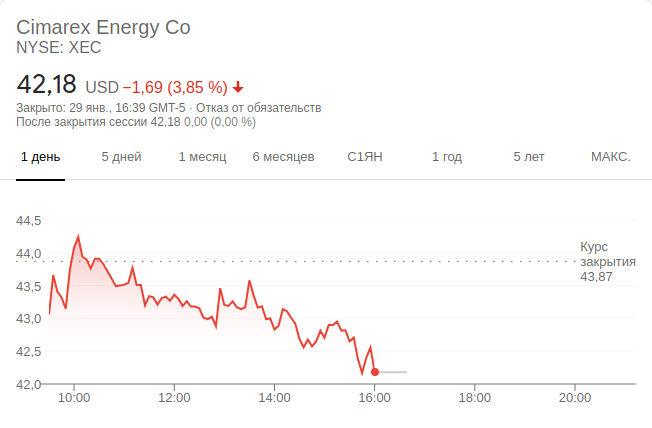 Cimarex Energy Co
NYSE: XEC
42,18 USD −1,69 (3,85 %)
Закрыто: 29 янв., 16:39 GMT-5 · Отказ от обязательств
После закрытия сессии 42,18 0,00 (0,00 %)
1 день 5 дней 1 месяц 6 месяцев С1ЯН 1 год 5 лет МАКС.
44,5
44,0
43,5
43,0
42,5
42,0
Курс
закрытия
43,87
10:00 12:00 14:00 16:00 18:00 20:00